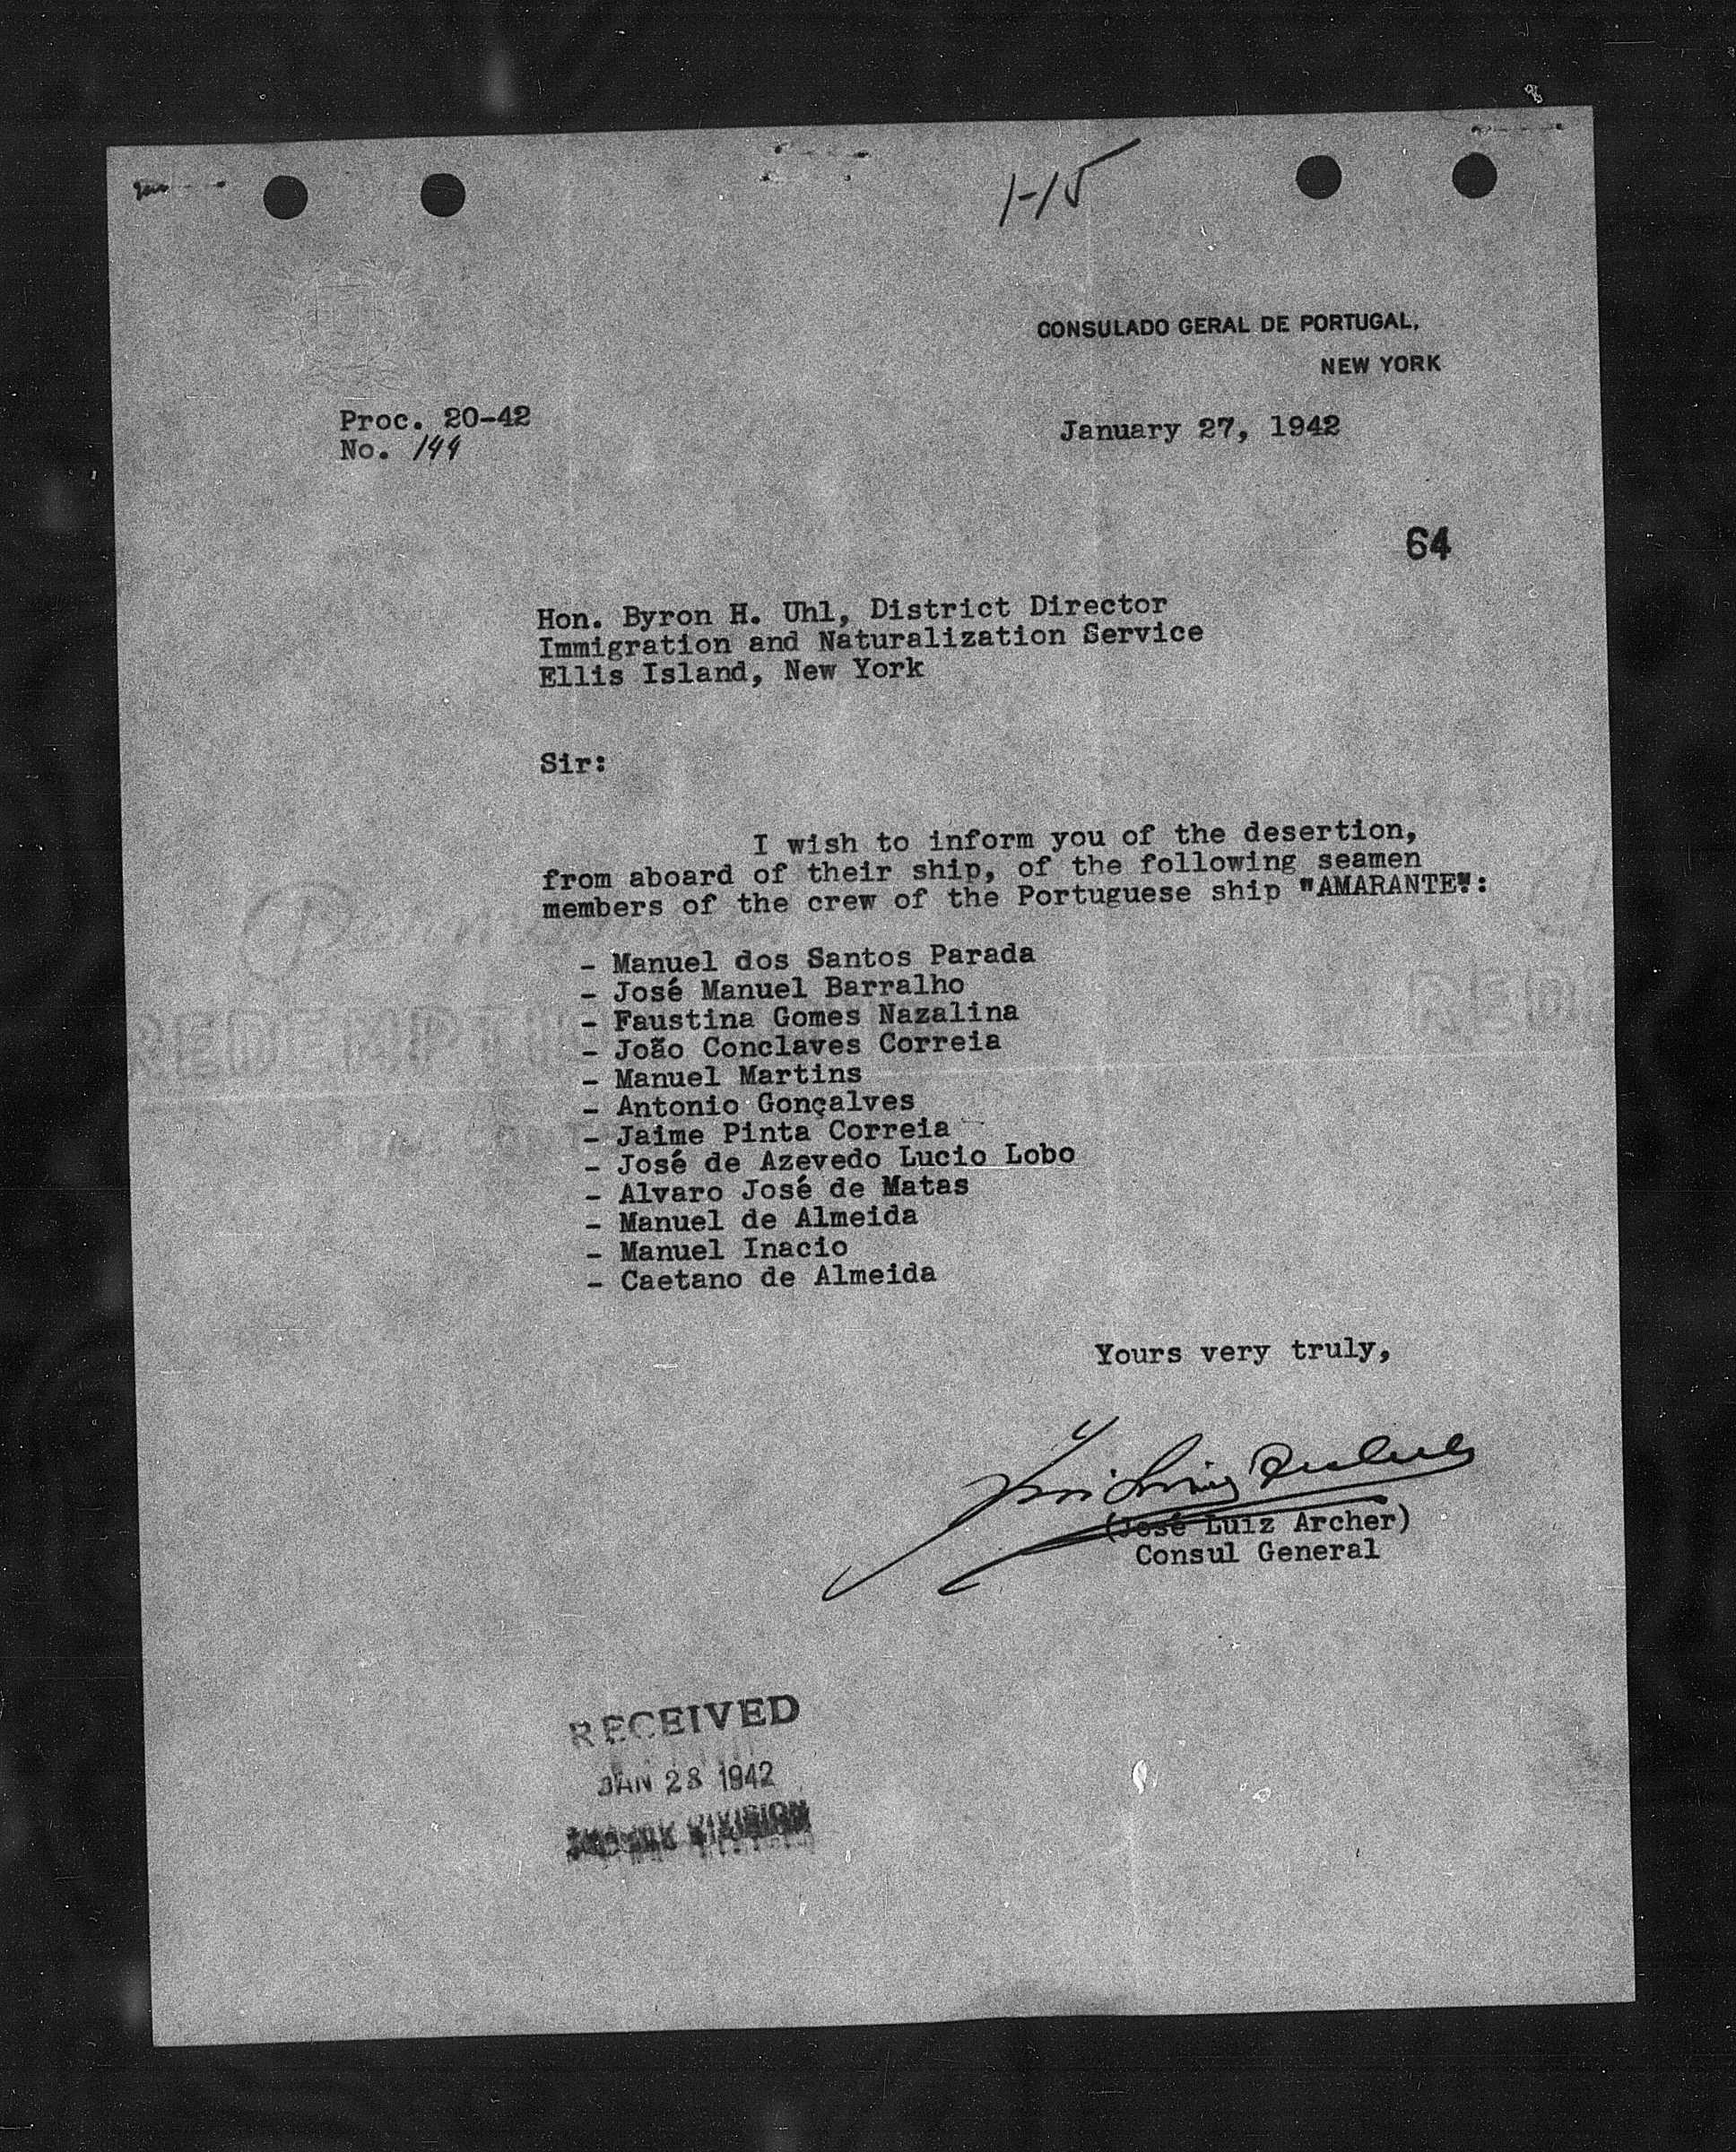 1-15
CONSULADO GERAL DE PORTUGAL,
NEW YORK
Proc. 20-42
No. 144
January 27, 1942
64
Hon. Byron H. Uhl, District Director
Immigration and Naturalization Service
Ellis Island, New York
Sir:
I wish to inform you of the desertion,
from aboard of their ship, of the following seamen
members of the crew of the Portuguese ship "AMARANTE":
- Manuel dos Santos Parada
- José Manuel Barralho
- Faustina Gomes Nazalina
- João Conclaves Correia
- Manuel Martins
- Antonio Gonçalves
- Jaime Pinta Correia
- José de Azevedo Lucio Lobo
- Alvaro José de Matas
- Manuel de Almeida
- Manuel Inacio
- Caetano de Almeida
Yours very truly,
(José Luiz Archer)
Consul General
RECEIVED
JAN 28 1942
DIVISION